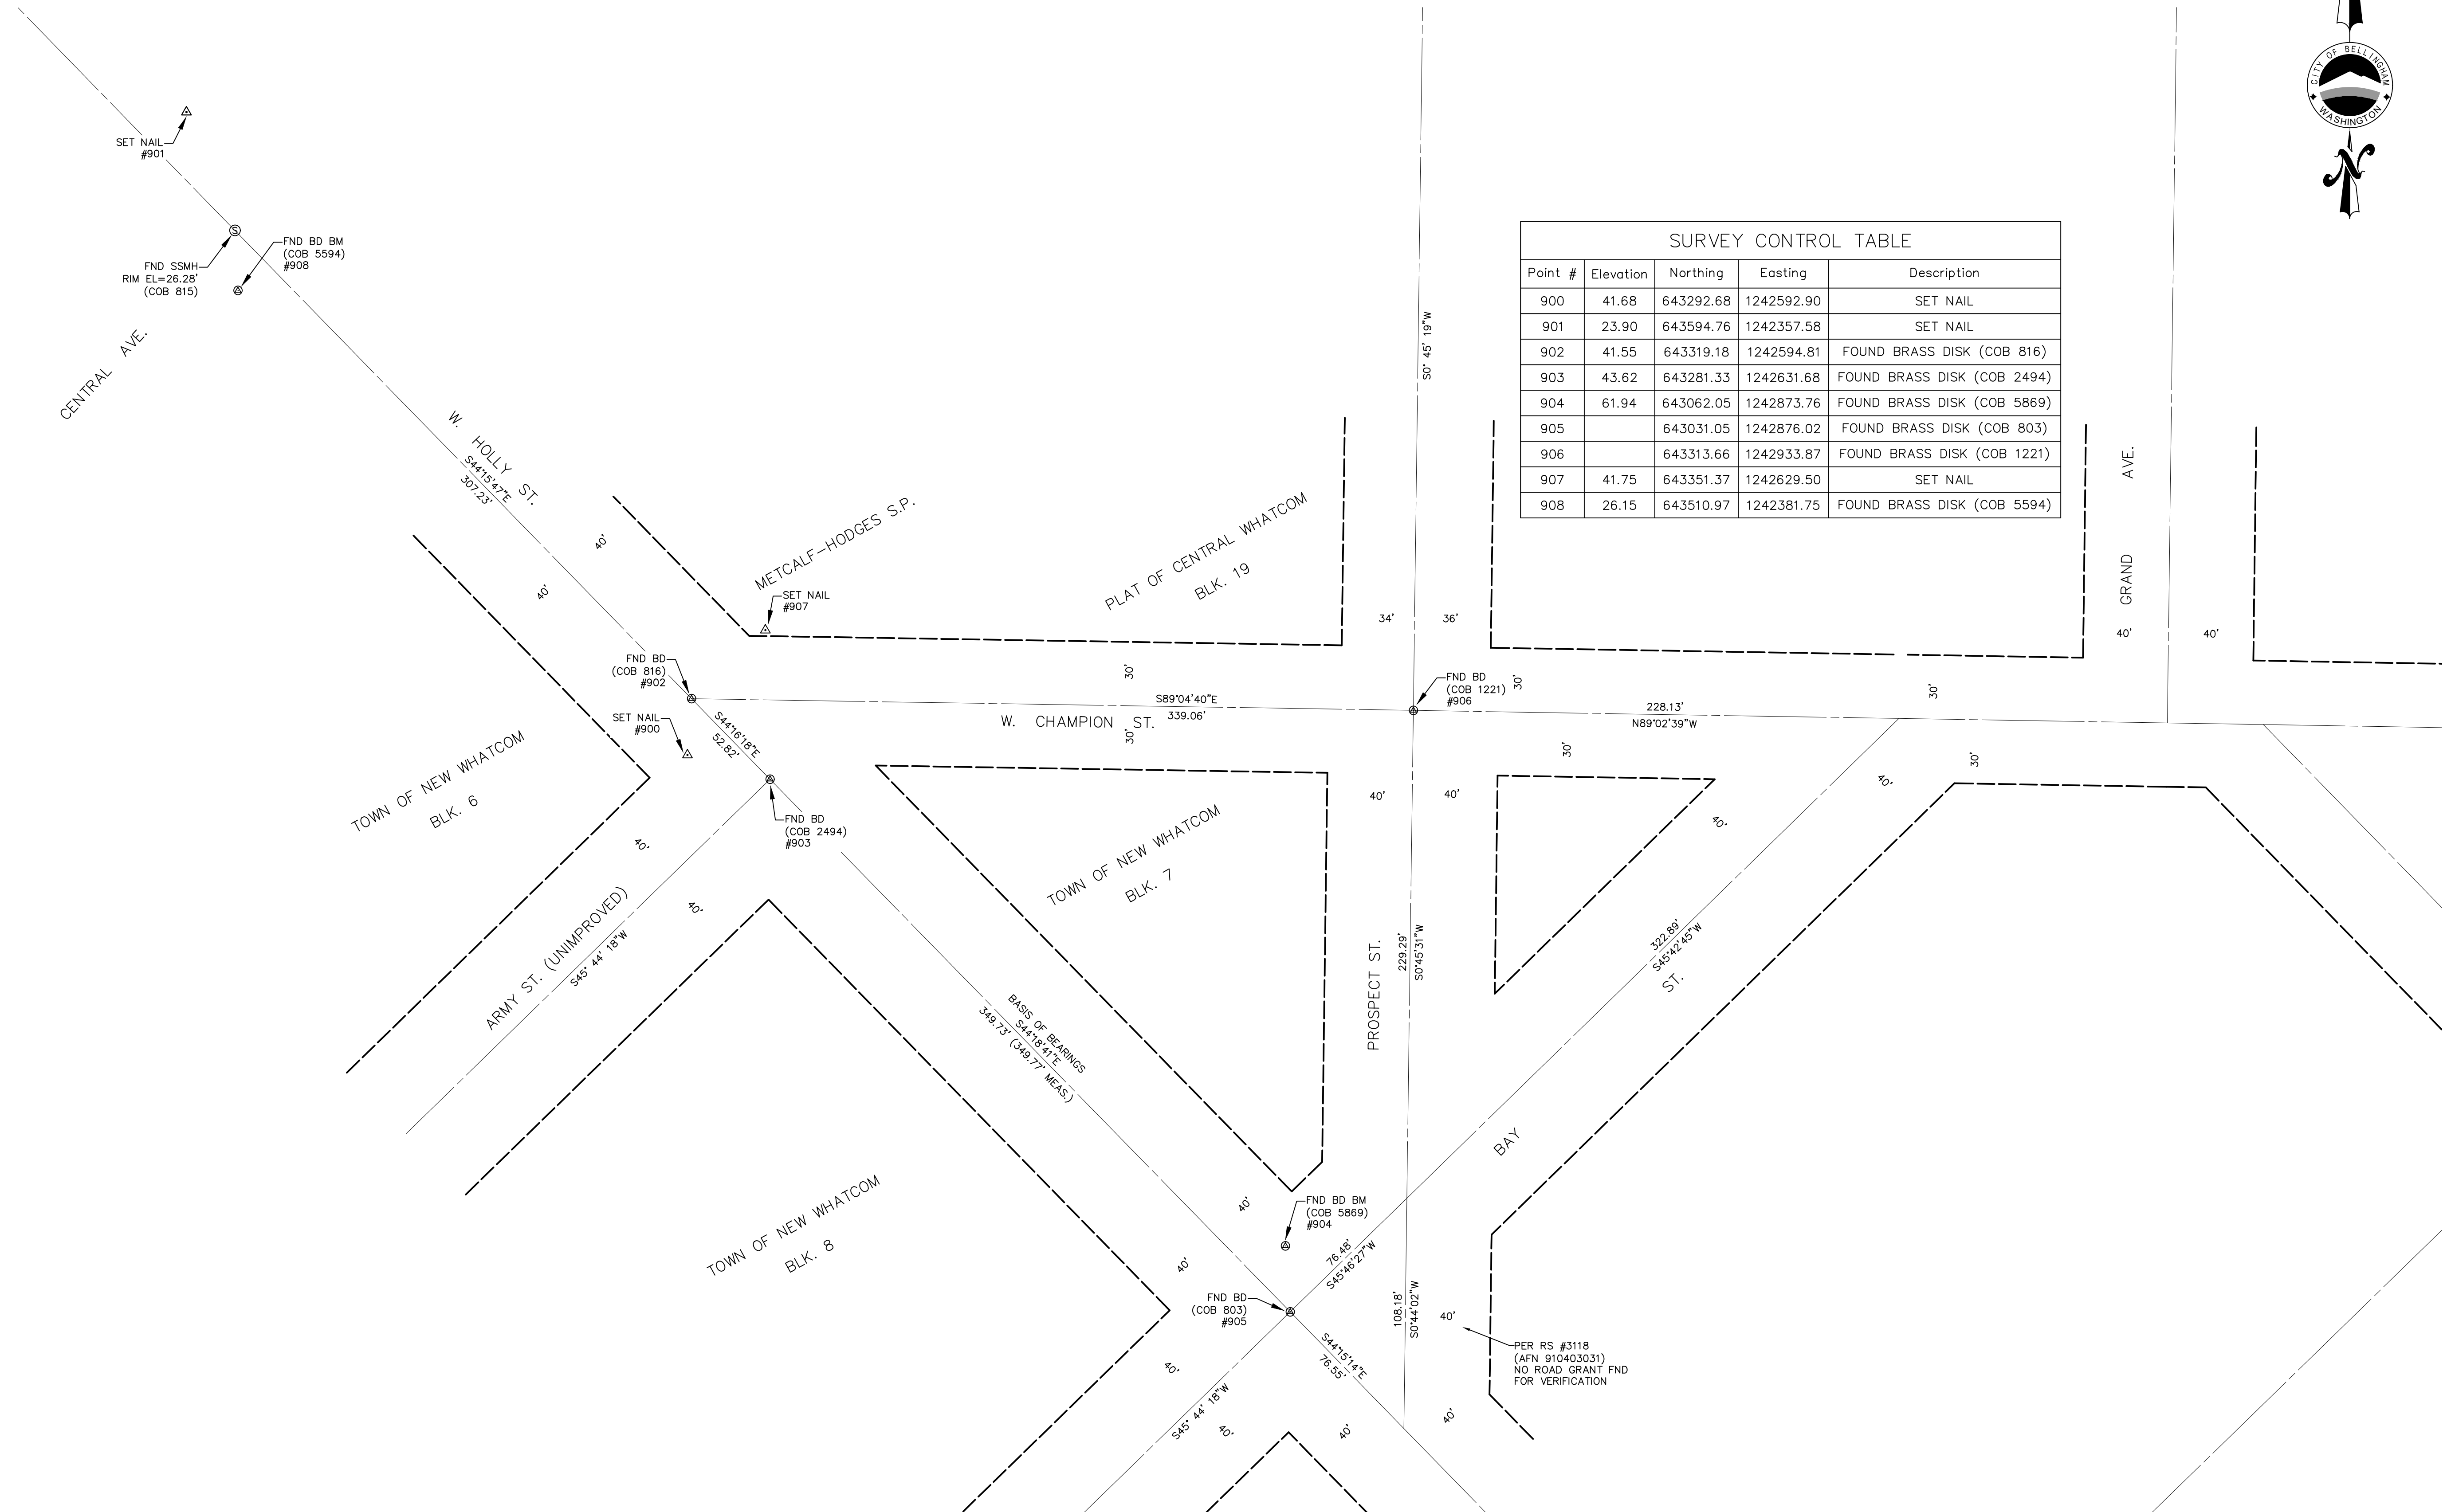 CITY OF BELLINGHAM
WASHINGTON
N
SET NAIL
#901
FND SSMH
RIM EL=26.28'
(COB 815)
S
FND BD BM
(COB 5594)
#908
CENTRAL AVE.
W. HOLLY ST.
S44°15'47"E
307.23'
40'
40'
METCALF-HODGES S.P.
SET NAIL
#907
PLAT OF CENTRAL WHATCOM
BLK. 19
S0° 45' 19"W
SURVEY CONTROL TABLE
Point # Elevation Northing Easting Description
900 41.68 643292.68 1242592.90 SET NAIL
901 23.90 643594.76 1242357.58 SET NAIL
902 41.55 643319.18 1242594.81 FOUND BRASS DISK (COB 816)
903 43.62 643281.33 1242631.68 FOUND BRASS DISK (COB 2494)
904 61.94 643062.05 1242873.76 FOUND BRASS DISK (COB 5869)
905 643031.05 1242876.02 FOUND BRASS DISK (COB 803)
906 643313.66 1242933.87 FOUND BRASS DISK (COB 1221)
907 41.75 643351.37 1242629.50 SET NAIL
908 26.15 643510.97 1242381.75 FOUND BRASS DISK (COB 5594)
GRAND AVE.
34'
36'
40'
40'
FND BD
(COB 816)
#902
SET NAIL
#900
S44°16'18"E
52.82'
30'
S89°04'40"E
339.06'
W. CHAMPION ST.
30'
FND BD
(COB 1221)
#906
30'
228.13'
N89°02'39"W
30'
30'
30'
40'
40'
40'
40'
TOWN OF NEW WHATCOM
BLK. 6
FND BD
(COB 2494)
#903
40'
40'
ARMY ST. (UNIMPROVED)
S45° 44' 18"W
TOWN OF NEW WHATCOM
BLK. 7
PROSPECT ST.
229.29'
S0°45'31"W
322.89'
S45°42'45"W
BAY ST.
BASIS OF BEARINGS
S44°18'41"E
349.73' (349.77' MEAS.)
TOWN OF NEW WHATCOM
BLK. 8
40'
40'
FND BD BM
(COB 5869)
#904
76.48'
S45°46'27"W
FND BD
(COB 803)
#905
108.18'
S0°44'02"W
40'
PER RS #3118
(AFN 910403031)
NO ROAD GRANT FND
FOR VERIFICATION
S44°15'14"E
76.55'
40'
S45° 44' 18"W
40'
40'
40'